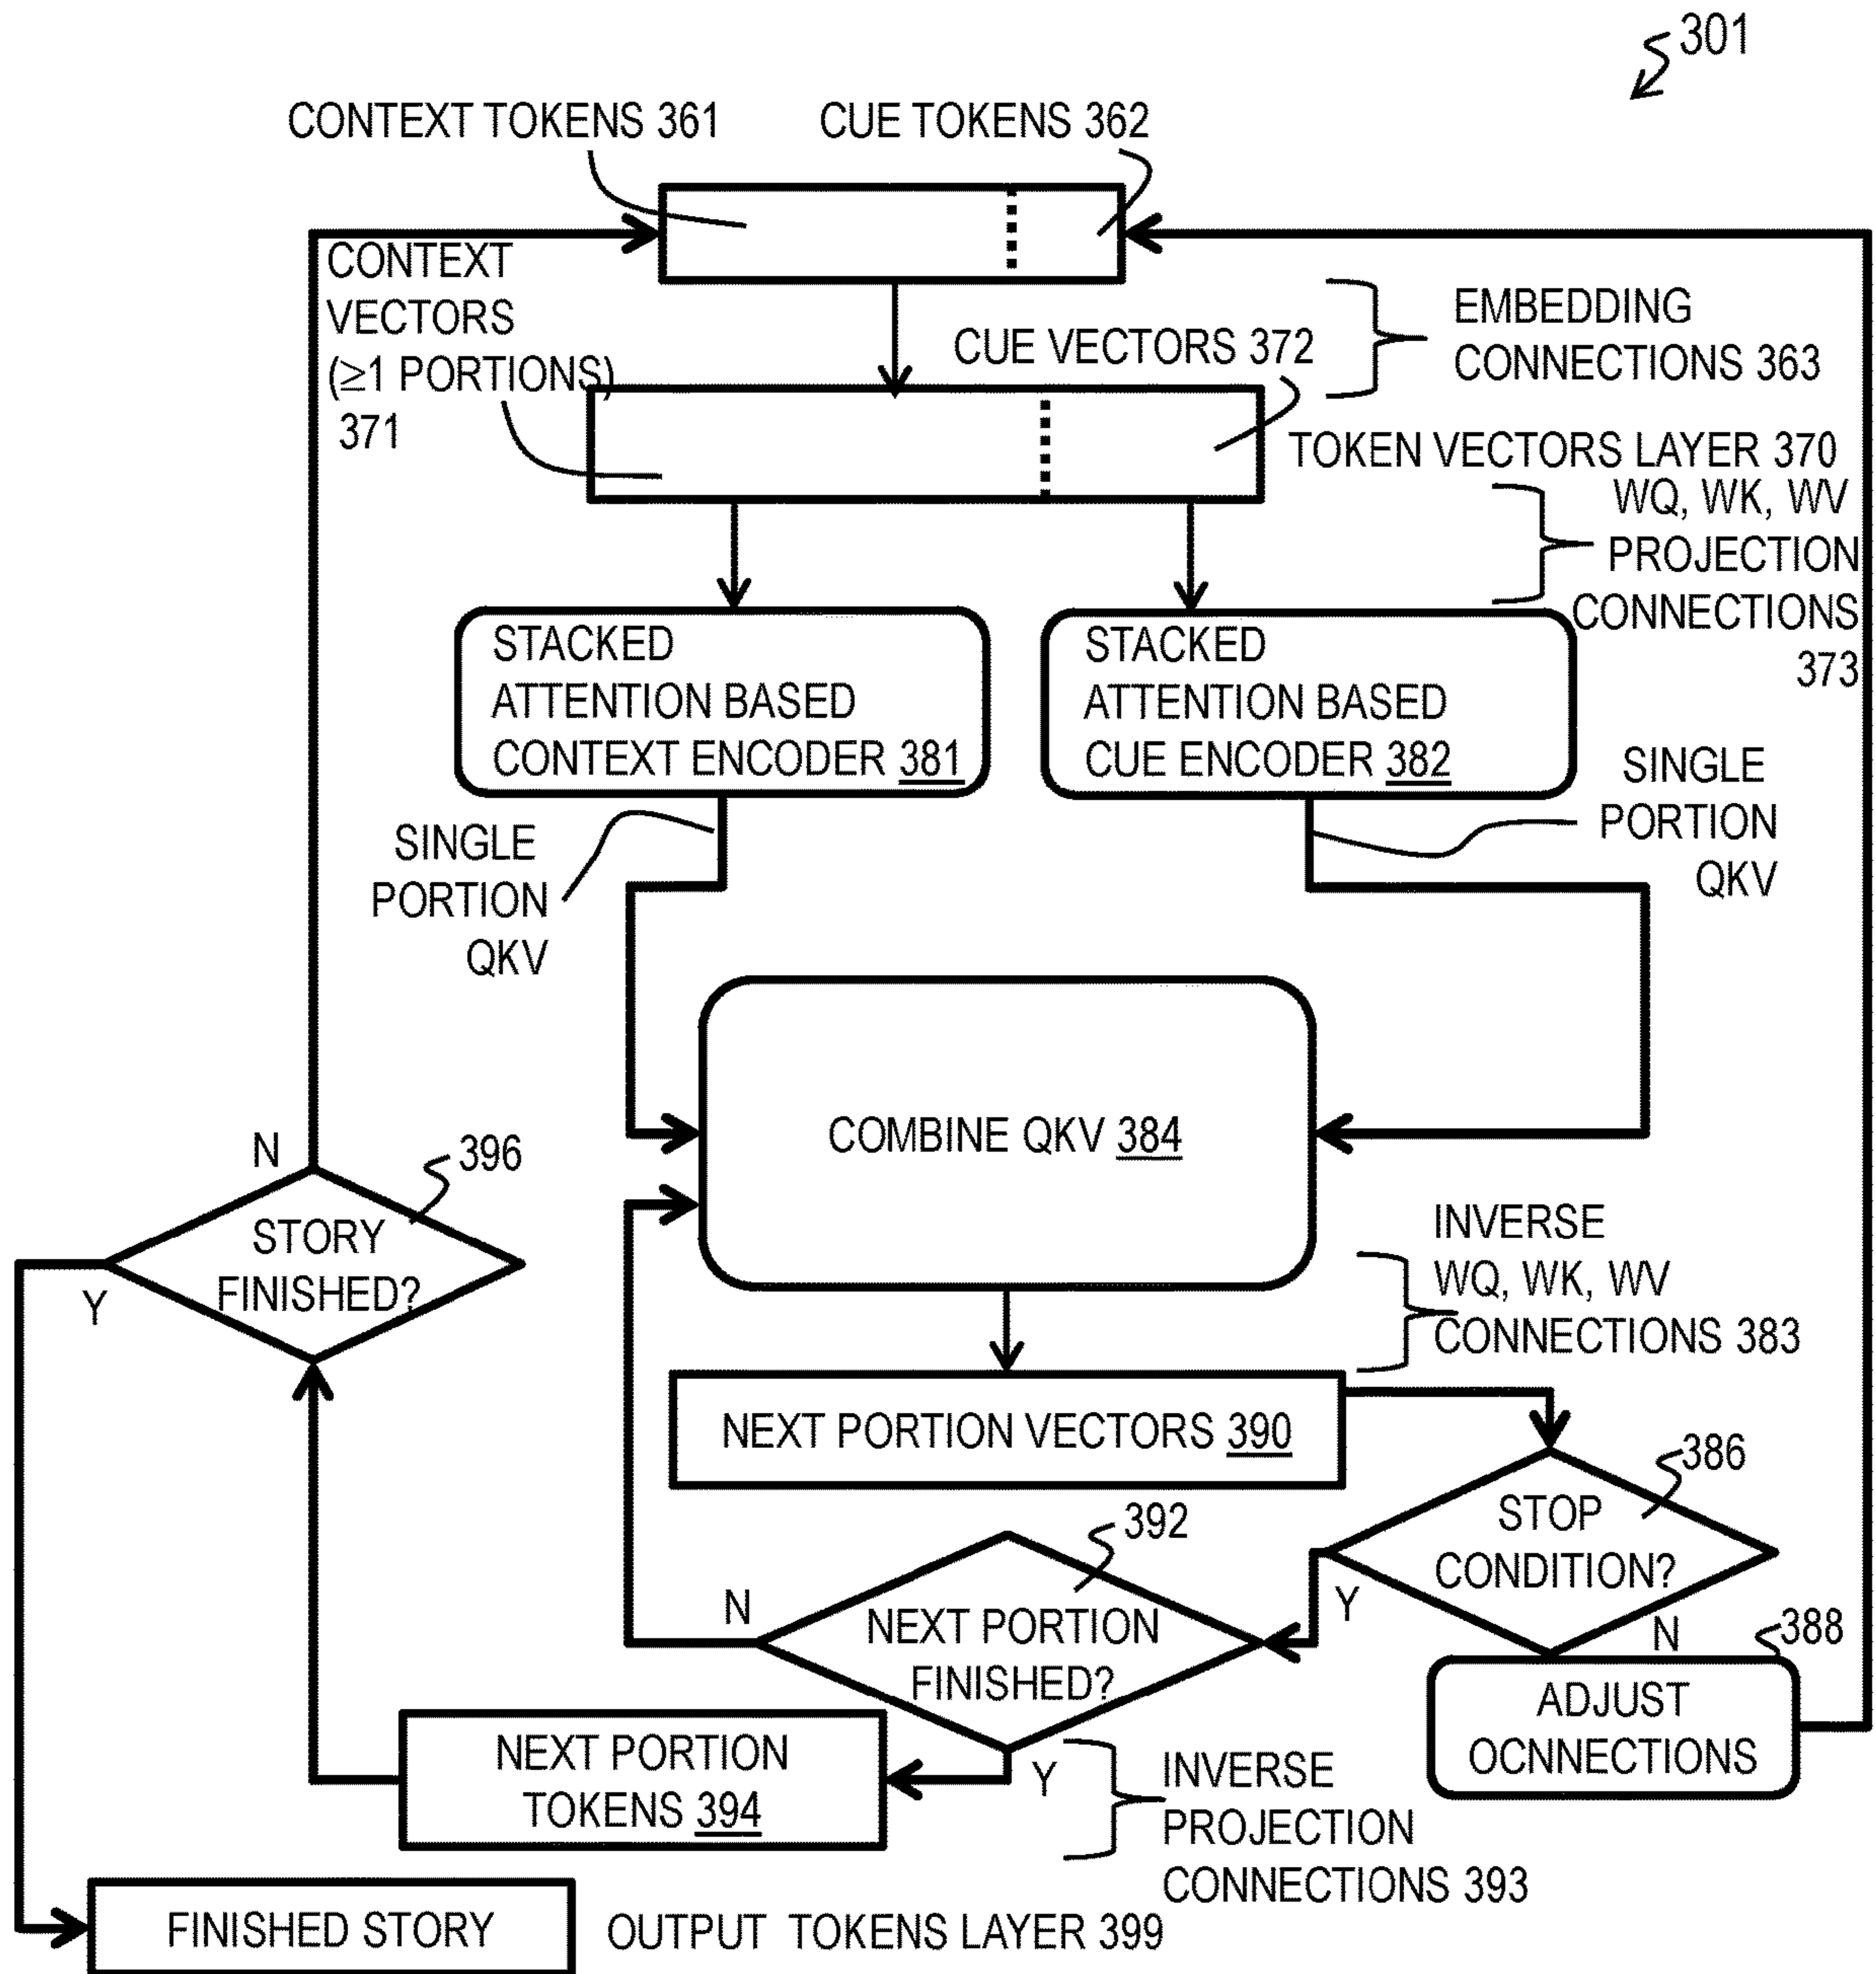 301
CONTEXT TOKENS 361
CUE TOKENS 362
CONTEXT
VECTORS
(≥1 PORTIONS)
371
CUE VECTORS 372
EMBEDDING
CONNECTIONS 363
TOKEN VECTORS LAYER 370
WQ, WK, WV
PROJECTION
CONNECTIONS
373
STACKED
ATTENTION BASED
CONTEXT ENCODER 381
STACKED
ATTENTION BASED
CUE ENCODER 382
SINGLE
PORTION
QKV
SINGLE
PORTION
QKV
COMBINE QKV 384
N
396
STORY
FINISHED?
Y
INVERSE
WQ, WK, WV
CONNECTIONS 383
NEXT PORTION VECTORS 390
386
STOP
CONDITION?
Y
N
392
NEXT PORTION
FINISHED?
N
Y
388
ADJUST
OCNNECTIONS
NEXT PORTION
TOKENS 394
INVERSE
PROJECTION
CONNECTIONS 393
FINISHED STORY
OUTPUT TOKENS LAYER 399